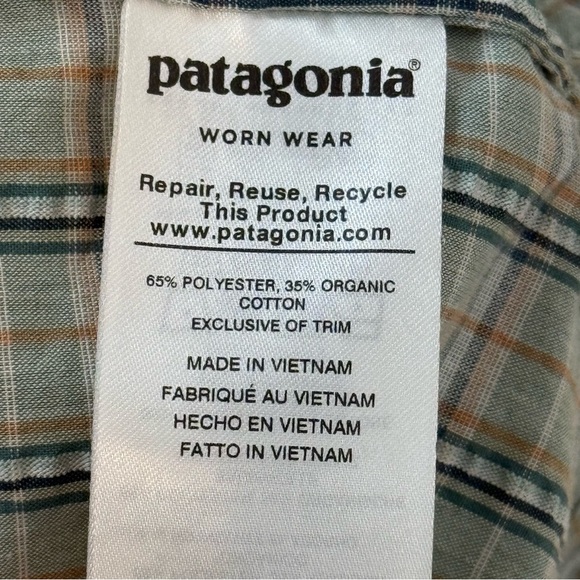 patagonia®
WORN WEAR
Repair, Reuse, Recycle
This Product
www.patagonia.com
65% POLYESTER, 35% ORGANIC
COTTON
EXCLUSIVE OF TRIM
MADE IN VIETNAM
FABRIQUÉ AU VIETNAM
HECHO EN VIETNAM
FATTO IN VIETNAM